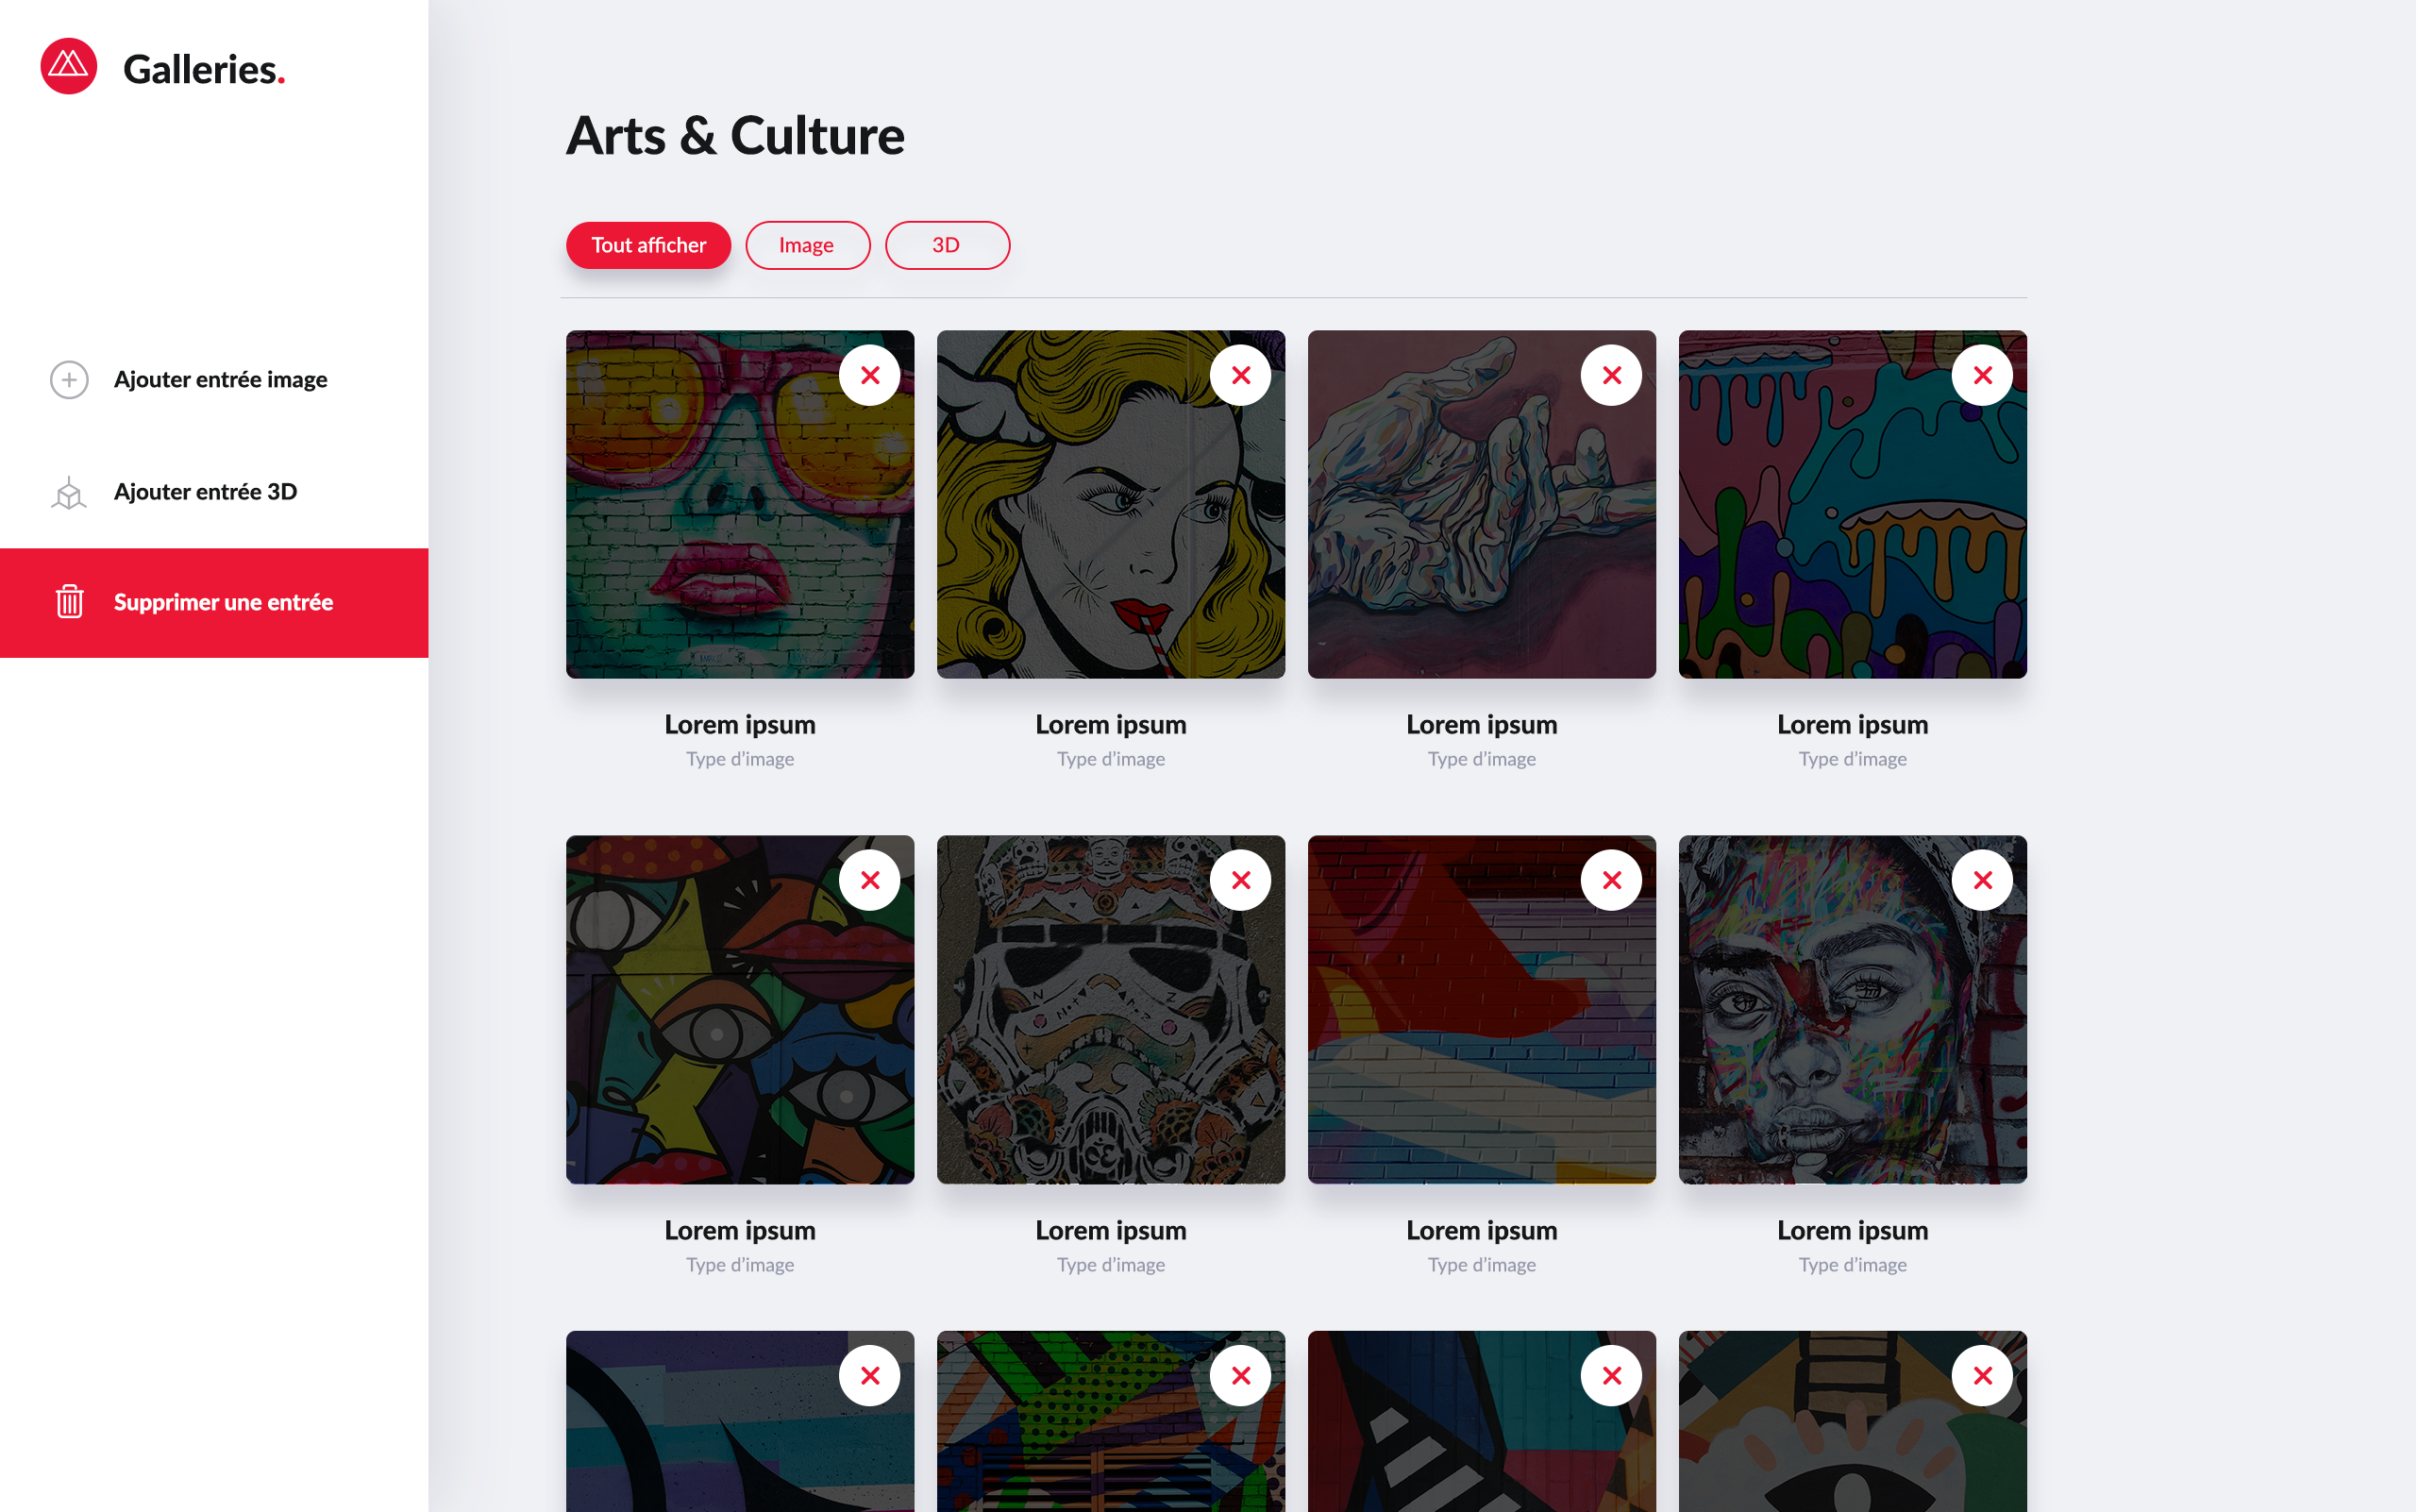 Galleries.
Arts & Culture
Tout afficher
Image
3D
Ajouter entrée image
Ajouter entrée 3D
Supprimer une entrée
Lorem ipsum
Type d’image
Lorem ipsum
Type d’image
Lorem ipsum
Type d’image
Lorem ipsum
Type d’image
Lorem ipsum
Type d’image
Lorem ipsum
Type d’image
Lorem ipsum
Type d’image
Lorem ipsum
Type d’image